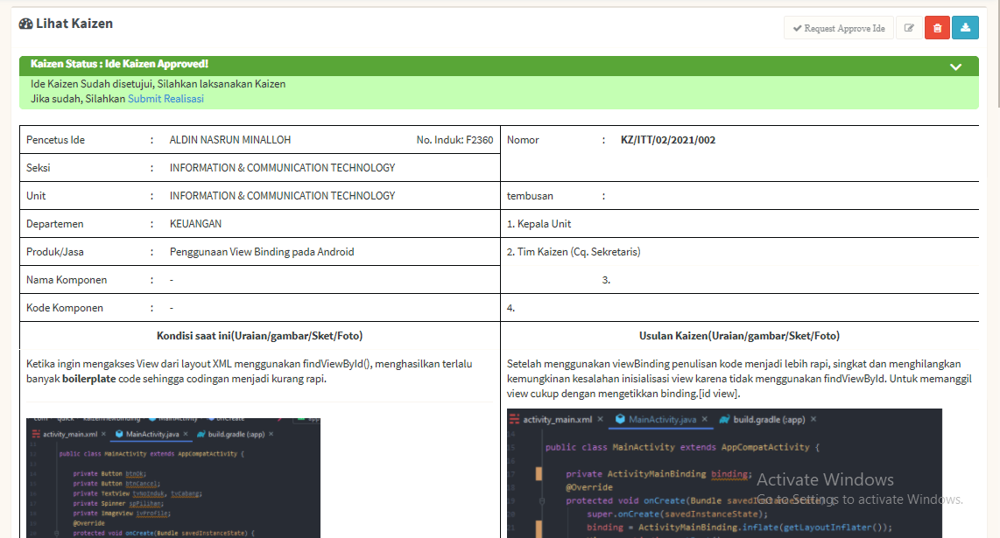 Lihat Kaizen
Request Approve Ide
Kaizen Status : Ide Kaizen Approved!
Ide Kaizen Sudah disetujui, Silahkan laksanakan Kaizen
Jika sudah, Silahkan Submit Realisasi
Pencetus Ide : ALDIN NASRUN MINALLOH No. Induk: F2360 Nomor : KZ/ITT/02/2021/002
Seksi : INFORMATION & COMMUNICATION TECHNOLOGY
Unit : INFORMATION & COMMUNICATION TECHNOLOGY tembusan :
Departemen : KEUANGAN 1. Kepala Unit
Produk/Jasa : Penggunaan View Binding pada Android 2. Tim Kaizen (Cq. Sekretaris)
Nama Komponen : - 3.
Kode Komponen : - 4.
Kondisi saat ini(Uraian/gambar/Sket/Foto)
Ketika ingin mengakses View dari layout XML menggunakan findViewById(), menghasilkan terlalu
banyak boilerplate code sehingga codingan menjadi kurang rapi.
activity_main.xml × MainActivity.java × build.gradle (:app) ×
public class MainActivity extends AppCompatActivity {
private Button btnOk;
private Button btnCancel;
private TextView tvNoInduk, tvCabang;
private Spinner spPilihan;
private ImageView ivProfile;
@Override
protected void onCreate(Bundle savedInstanceState) {
Usulan Kaizen(Uraian/gambar/Sket/Foto)
Setelah menggunakan viewBinding penulisan kode menjadi lebih rapi, singkat dan menghilangkan
kemungkinan kesalahan inisialisasi view karena tidak menggunakan findViewById. Untuk memanggil
view cukup dengan mengetikkan binding.[id view].
activity_main.xml × MainActivity.java × build.gradle (:app) ×
public class MainActivity extends AppCompatActivity {
private ActivityMainBinding binding;
@Override
protected void onCreate(Bundle savedInstanceState) {
super.onCreate(savedInstanceState);
binding = ActivityMainBinding.inflate(getLayoutInflater());
Activate Windows
Go to Settings to activate Windows.